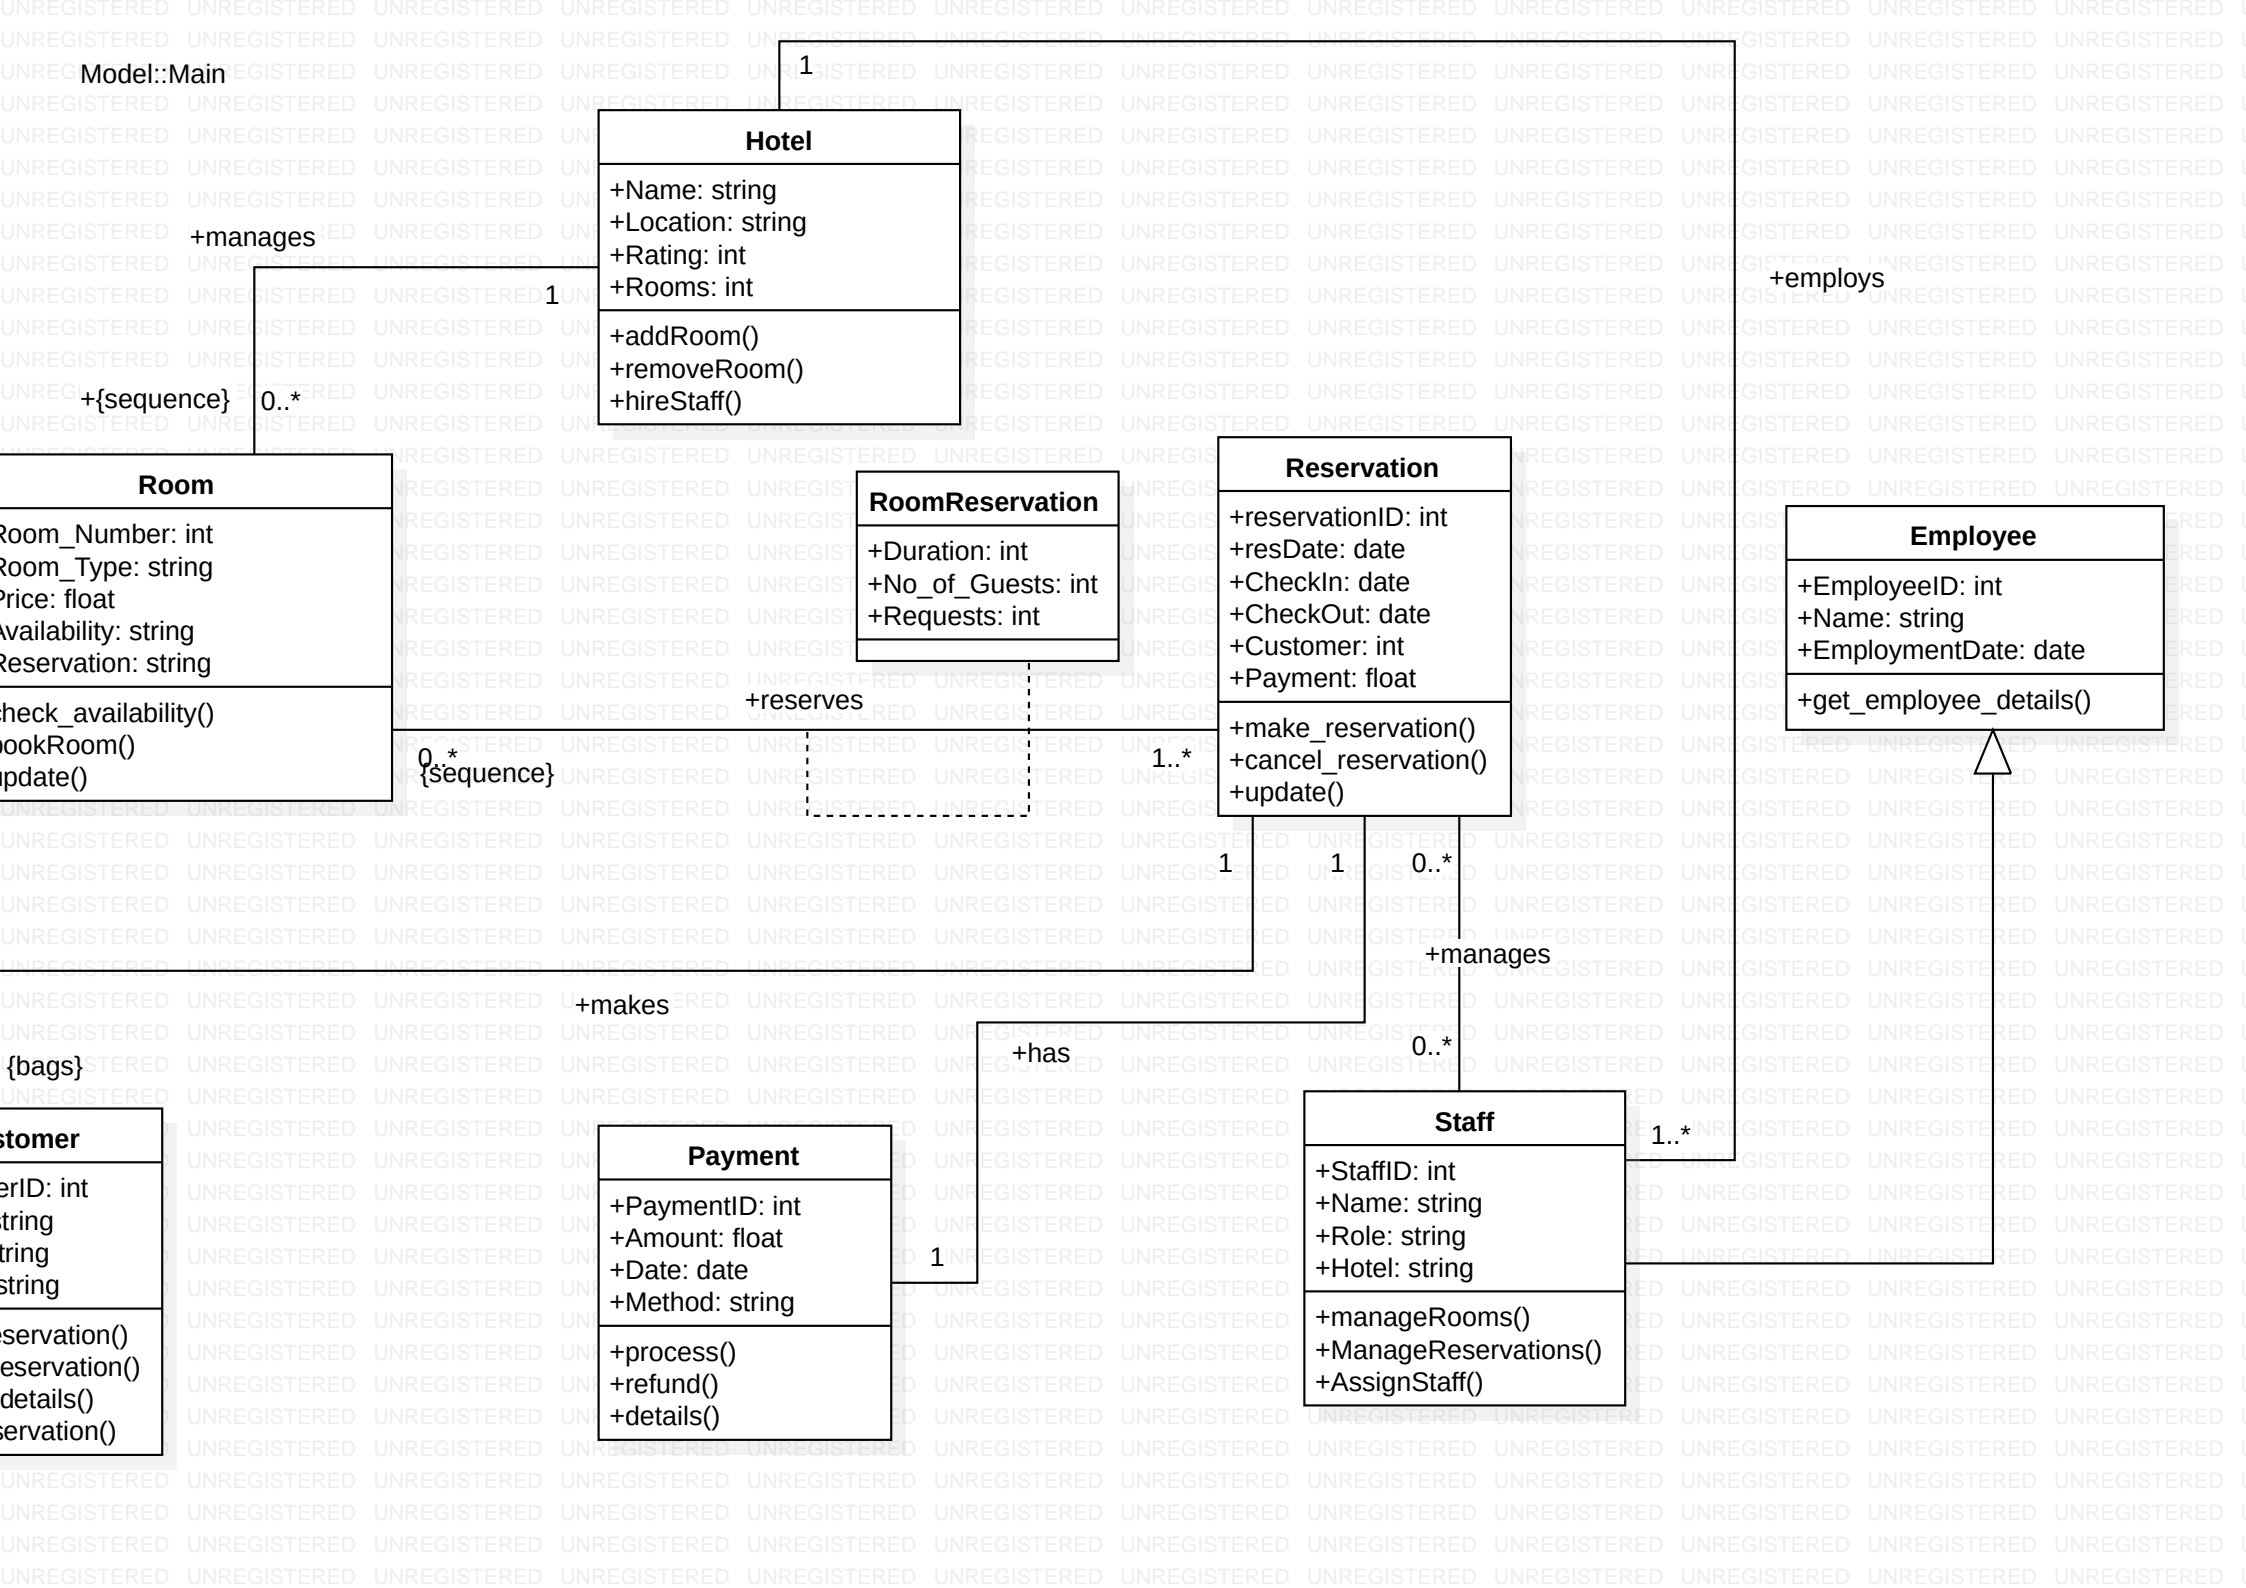 Model::Main
1
Hotel
+Name: string
+Location: string
+Rating: int
+Rooms: int
+addRoom()
+removeRoom()
+hireStaff()
+manages
1
+{sequence}
0..*
+employs
Room
Room_Number: int
Room_Type: string
Price: float
Availability: string
Reservation: string
check_availability()
bookRoom()
update()
RoomReservation
+Duration: int
+No_of_Guests: int
+Requests: int
+reserves
0..*
{sequence}
1..*
Reservation
+reservationID: int
+resDate: date
+CheckIn: date
+CheckOut: date
+Customer: int
+Payment: float
+make_reservation()
+cancel_reservation()
+update()
Employee
+EmployeeID: int
+Name: string
+EmploymentDate: date
+get_employee_details()
1
1
0..*
+manages
0..*
+makes
+has
{bags}
stomer
erID: int
string
tring
string
eservation()
eservation()
details()
servation()
Payment
+PaymentID: int
+Amount: float
+Date: date
+Method: string
+process()
+refund()
+details()
1
Staff
+StaffID: int
+Name: string
+Role: string
+Hotel: string
+manageRooms()
+ManageReservations()
+AssignStaff()
1..*
UNREGISTERED